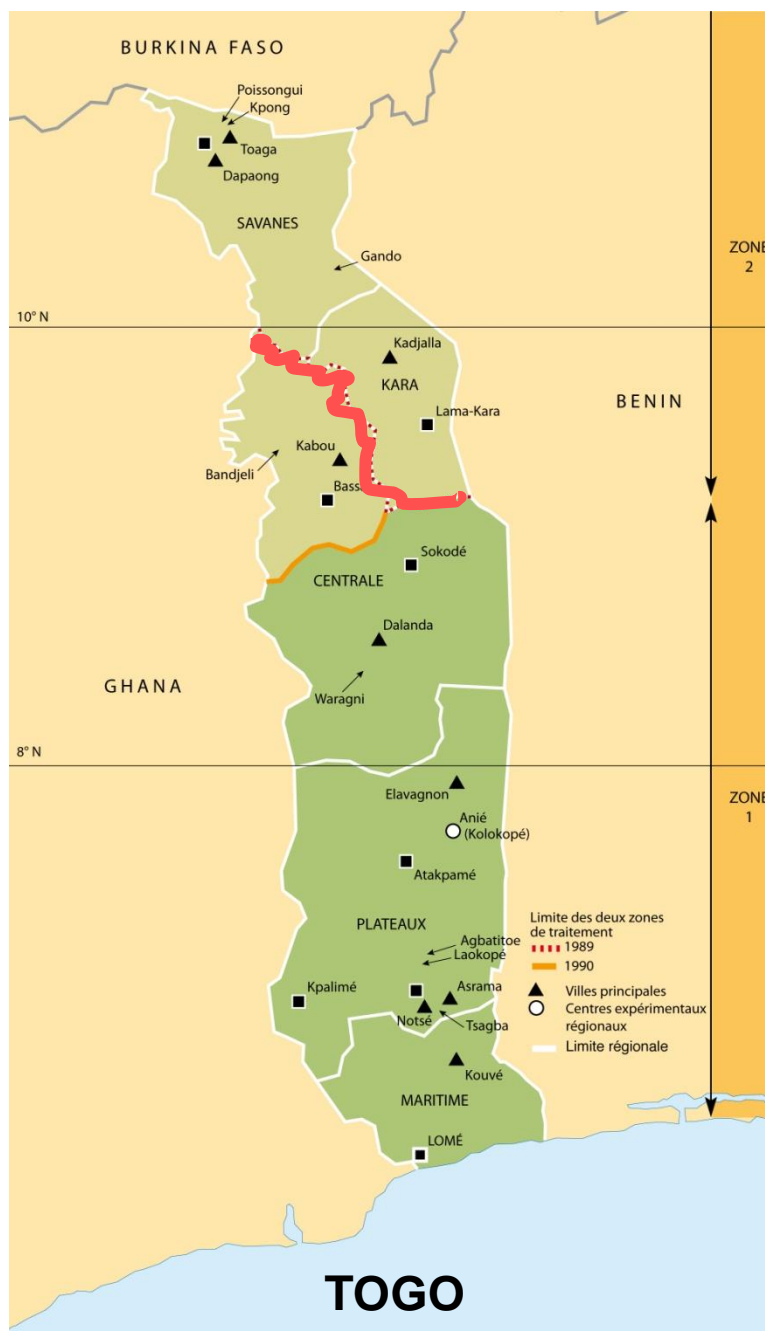 BURKINA FASO
Poissongui
Kpong
Toaga
Dapaong
SAVANES
Gando
ZONE
2
10° N
Kadjalla
KARA
BENIN
Lama-Kara
Kabou
Bandjeli
Sokodé
CENTRALE
Dalanda
GHANA
Waragni
8° N
Elavagnon
ZONE
1
Anié
(Kolokopé)
Atakpamé
PLATEAUX
Agbatitoe
Laokopé
Limite des deux zones
de traitement
1989
1990
Kpalimé
Asrama
Notsé
Tsagba
Villes principales
Centres expérimentaux
régionaux
Limite régionale
Kouvé
MARITIME
LOMÉ
TOGO